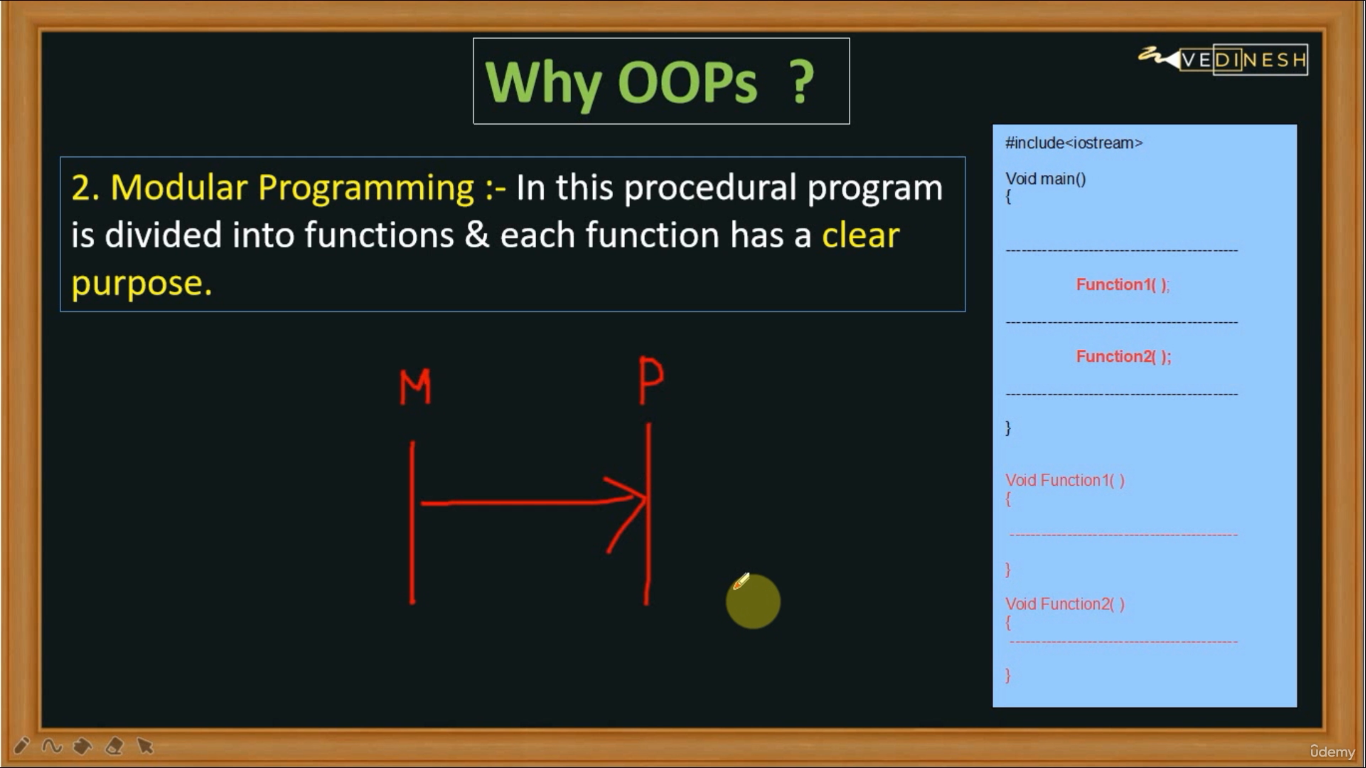 Why OOPs ?
VEDINESH
2. Modular Programming :- In this procedural program
is divided into functions & each function has a clear
purpose.
M
P
#include<iostream>
Void main()
{
--------------------------------------------
Function1( );
--------------------------------------------
Function2( );
--------------------------------------------
}
Void Function1( )
{
--------------------------------------------
}
Void Function2( )
{
--------------------------------------------
}
ûdemy